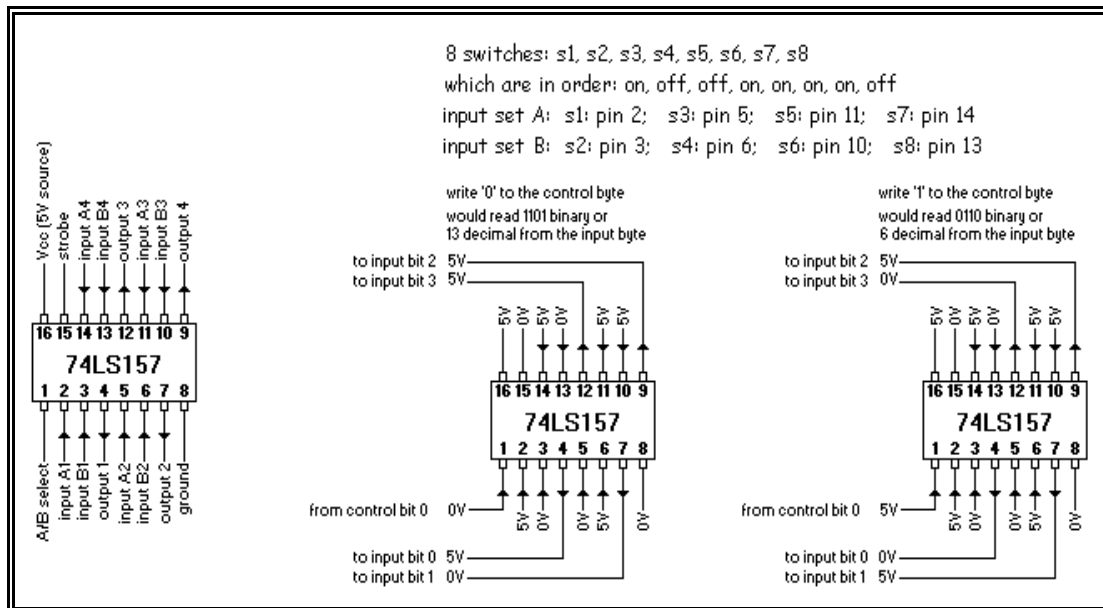 8 switches: s1, s2, s3, s4, s5, s6, s7, s8
which are in order: on, off, off, on, on, on, on, off
input set A: s1: pin 2; s3: pin 5; s5: pin 11; s7: pin 14
input set B: s2: pin 3; s4: pin 6; s6: pin 10; s8: pin 13
Vcc (5V source)
strobe
input A4
input B4
output 3
input A3
input B3
output 4
16 15 14 13 12 11 10 9
74LS157
1 2 3 4 5 6 7 8
A/B select
input A1
input B1
output 1
input A2
input B2
output 2
ground
write '0' to the control byte
would read 1101 binary or
13 decimal from the input byte
to input bit 2 5V
to input bit 3 5V
5V 0V 5V 0V 5V 5V
16 15 14 13 12 11 10 9
74LS157
1 2 3 4 5 6 7 8
from control bit 0 0V
5V 0V 0V 5V 0V
to input bit 0 5V
to input bit 1 0V
write '1' to the control byte
would read 0110 binary or
6 decimal from the input byte
to input bit 2 5V
to input bit 3 0V
5V 0V 5V 0V 5V 5V
16 15 14 13 12 11 10 9
74LS157
1 2 3 4 5 6 7 8
from control bit 0 5V
5V 0V 0V 5V 0V
to input bit 0 0V
to input bit 1 5V